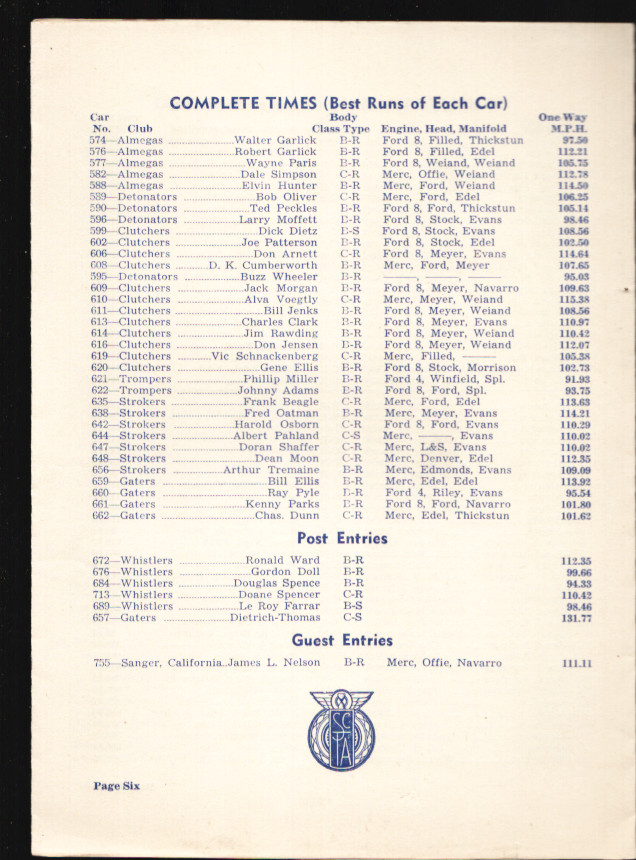 COMPLETE TIMES (Best Runs of Each Car)
Car Body One Way
No. Club Class Type Engine, Head, Manifold M.P.H.
574—Almegas ....................Walter Garlick B-R Ford 8, Filled, Thickstun 97.50
576—Almegas ....................Robert Garlick B-R Ford 8, Filled, Edel 112.21
577—Almegas ....................Wayne Paris B-R Ford 8, Weiand, Weiand 105.75
582—Almegas ....................Dale Simpson C-R Merc, Offie, Weiand 112.78
588—Almegas ....................Elvin Hunter B-R Merc, Ford, Weiand 114.50
589—Detonators ....................Bob Oliver C-R Merc, Ford, Edel 106.25
590—Detonators ....................Ted Peckles B-R Ford 8, Ford, Thickstun 105.14
596—Detonators ....................Larry Moffett B-R Ford 8, Stock, Evans 98.46
599—Clutchers ....................Dick Dietz B-S Ford 8, Stock, Evans 108.56
602—Clutchers ....................Joe Patterson B-R Ford 8, Stock, Edel 102.50
606—Clutchers ....................Don Arnett C-R Ford 8, Meyer, Evans 114.64
608—Clutchers ..........D. K. Cumberworth B-R Merc, Ford, Meyer 107.65
595—Detonators ....................Buzz Wheeler B-R ———, ———, ——— 95.03
609—Clutchers ....................Jack Morgan B-R Ford 8, Meyer, Navarro 109.63
610—Clutchers ....................Alva Voegtly C-R Merc, Meyer, Weiand 115.38
611—Clutchers ....................Bill Jenks B-R Ford 8, Meyer, Weiand 108.56
613—Clutchers ....................Charles Clark B-R Ford 8, Meyer, Evans 110.97
614—Clutchers ....................Jim Rawding B-R Ford 8, Meyer, Weiand 110.42
616—Clutchers ....................Don Jensen B-R Ford 8, Meyer, Weiand 112.07
619—Clutchers ..........Vic Schnackenberg C-R Merc, Filled, ——— 105.38
620—Clutchers ....................Gene Ellis B-R Ford 8, Stock, Morrison 102.73
621—Trompers ....................Phillip Miller B-R Ford 4, Winfield, Spl. 91.93
622—Trompers ....................Johnny Adams B-R Ford 8, Ford, Spl. 93.75
635—Strokers ....................Frank Beagle C-R Merc, Ford, Edel 113.63
638—Strokers ....................Fred Oatman B-R Merc, Meyer, Evans 114.21
642—Strokers ....................Harold Osborn C-R Ford 8, Ford, Evans 110.29
644—Strokers ....................Albert Pahland C-S Merc, ———, Evans 110.02
647—Strokers ....................Doran Shaffer C-R Merc, L&S, Evans 110.02
648—Strokers ....................Dean Moon C-R Merc, Denver, Edel 112.35
656—Strokers ....................Arthur Tremaine B-R Merc, Edmonds, Evans 109.09
659—Gaters ....................Bill Ellis B-R Merc, Edel, Edel 113.92
660—Gaters ....................Ray Pyle B-R Ford 4, Riley, Evans 95.54
661—Gaters ....................Kenny Parks B-R Ford 8, Ford, Navarro 101.80
662—Gaters ....................Chas. Dunn C-R Merc, Edel, Thickstun 101.62
Post Entries
672—Whistlers ....................Ronald Ward B-R 112.35
676—Whistlers ....................Gordon Doll B-R 99.66
684—Whistlers ....................Douglas Spence B-R 94.33
713—Whistlers ....................Doane Spencer C-R 110.42
689—Whistlers ....................Le Roy Farrar B-S 98.46
657—Gaters ....................Dietrich-Thomas C-S 131.77
Guest Entries
755—Sanger, California..James L. Nelson B-R Merc, Offie, Navarro 111.11
SC
TA
Page Six